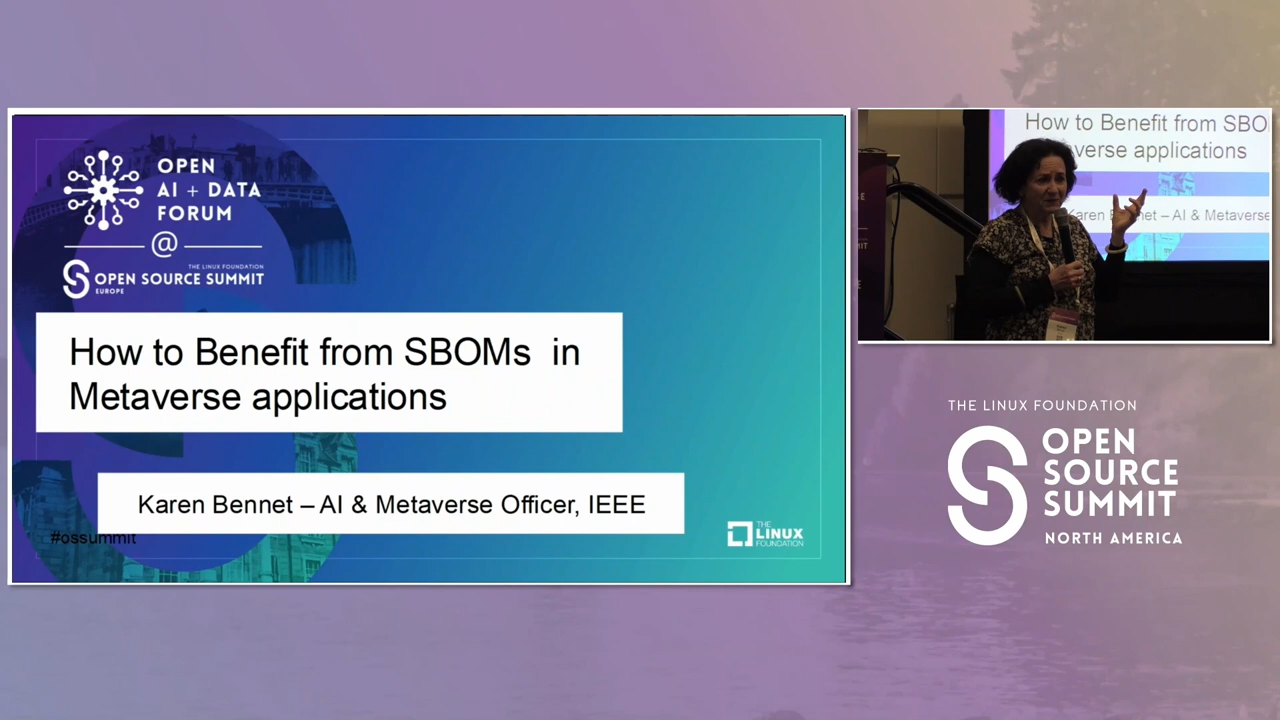 OPEN
AI + DATA
FORUM
@
THE LINUX FOUNDATION
OPEN SOURCE SUMMIT
EUROPE
How to Benefit from SBOMs in
Metaverse applications
Karen Bennet – AI & Metaverse Officer, IEEE
#ossummit
THE
LINUX
FOUNDATION
How to Benefit from SBO
verse applications
Karen B net – AI & Metaverse
THE LINUX FOUNDATION
OPEN
SOURCE
SUMMIT
NORTH AMERICA